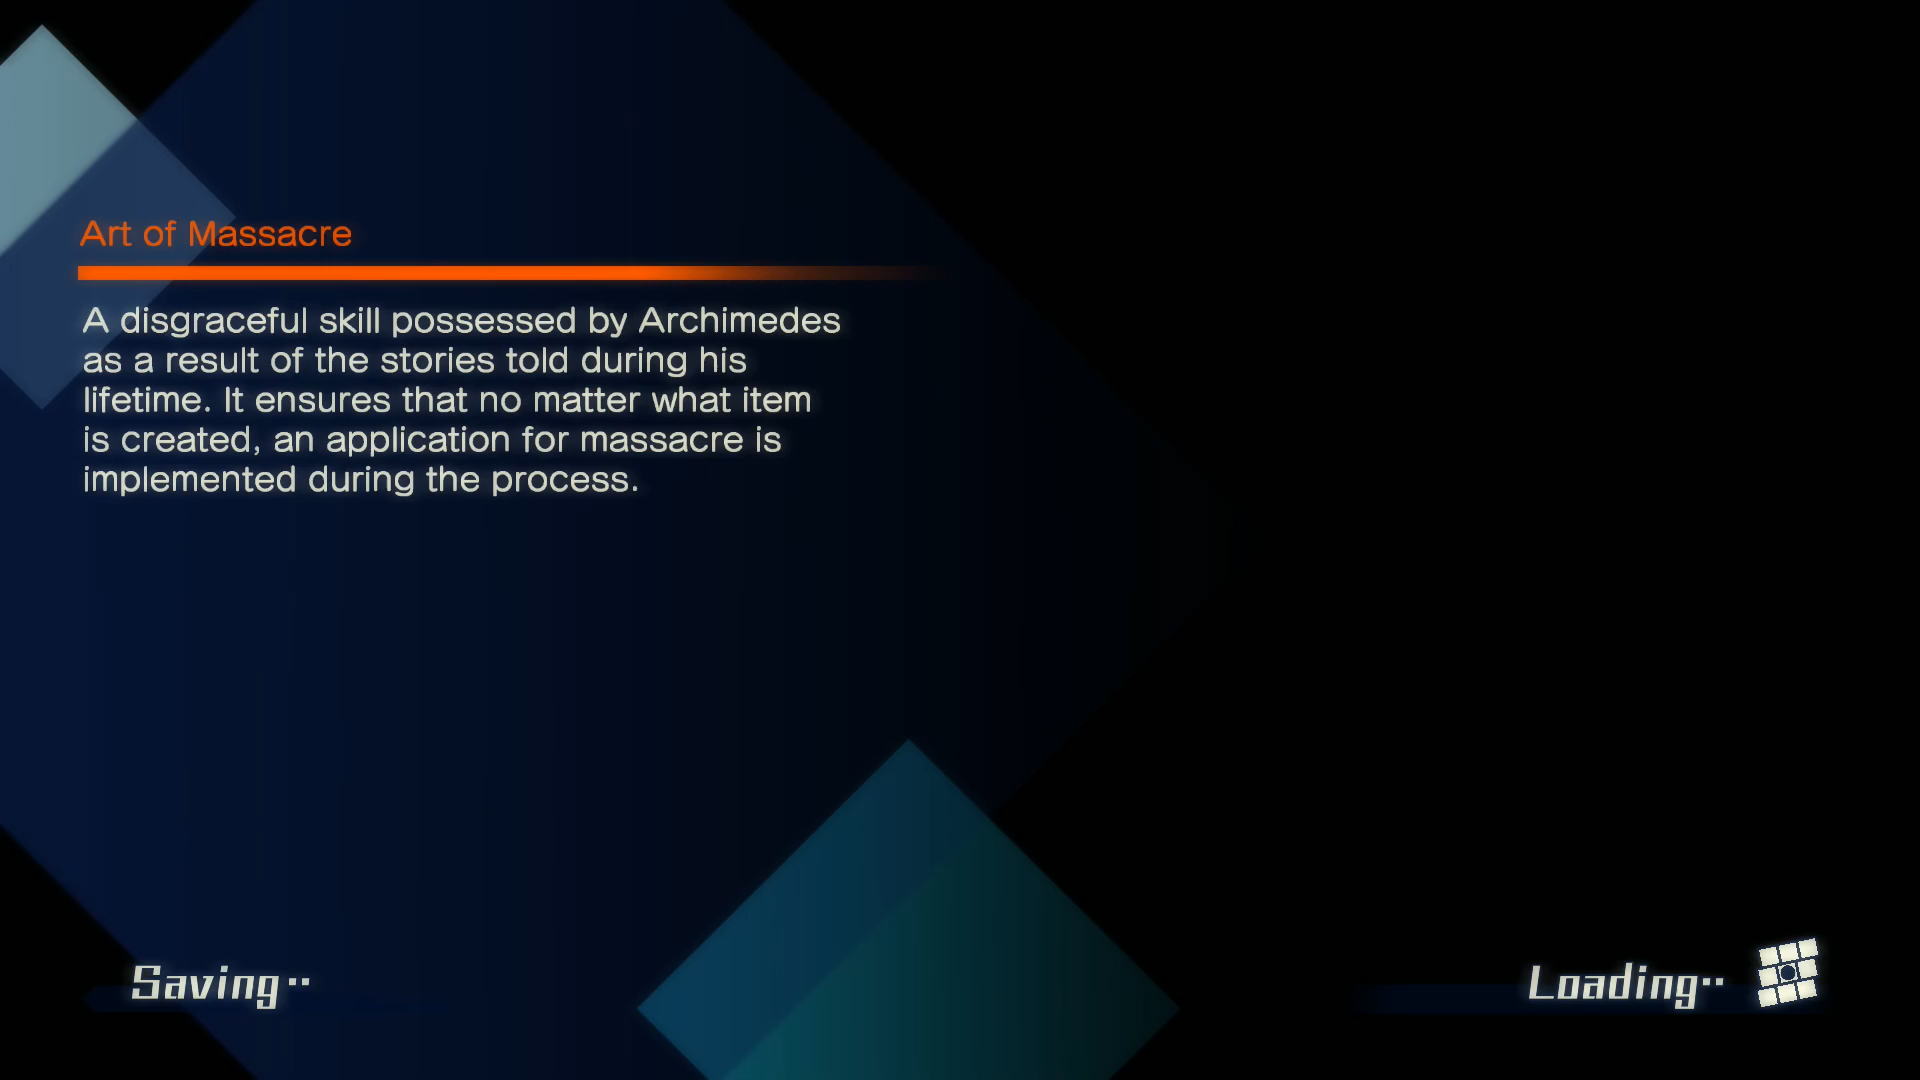 Art of Massacre
A disgraceful skill possessed by Archimedes
as a result of the stories told during his
lifetime. It ensures that no matter what item
is created, an application for massacre is
implemented during the process.
Saving··
Loading··